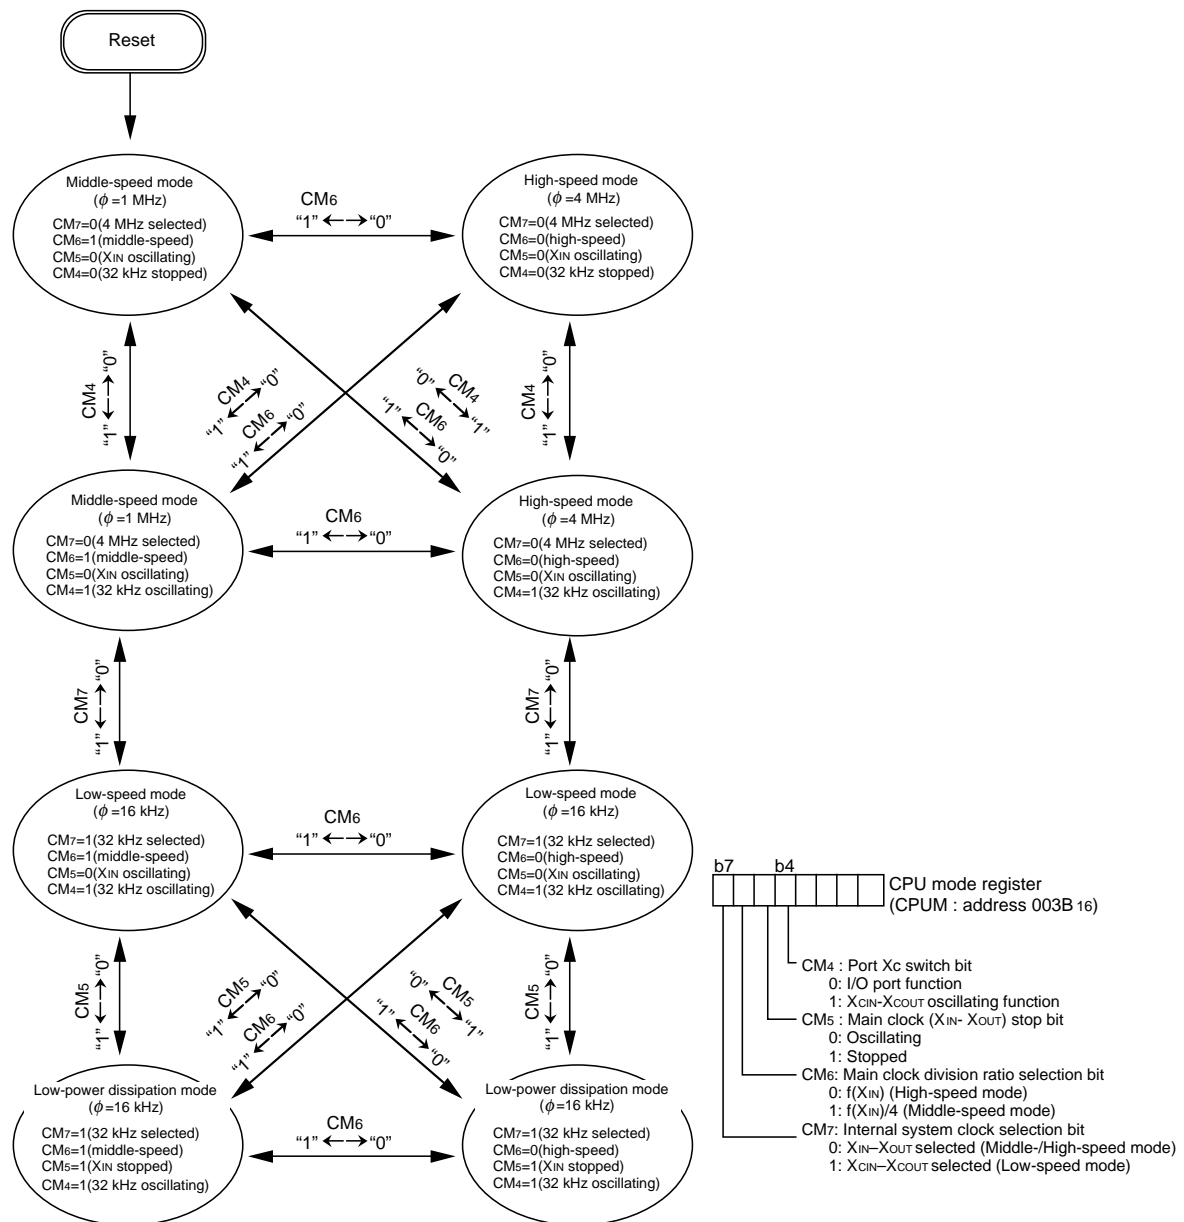 Reset
Middle-speed mode
(ϕ =1 MHz)
CM7=0(4 MHz selected)
CM6=1(middle-speed)
CM5=0(XIN oscillating)
CM4=0(32 kHz stopped)
CM6
“1” ←→ “0”
High-speed mode
(ϕ =4 MHz)
CM7=0(4 MHz selected)
CM6=0(high-speed)
CM5=0(XIN oscillating)
CM4=0(32 kHz stopped)
CM4
“1” ←→ “0”
CM4
“1” ←→ “0”
CM6
“1” ←→ “0”
CM4
“0” ←→ “1”
CM6
“1” ←→ “0”
CM4
“1” ←→ “0”
Middle-speed mode
(ϕ =1 MHz)
CM7=0(4 MHz selected)
CM6=1(middle-speed)
CM5=0(XIN oscillating)
CM4=1(32 kHz oscillating)
CM6
“1” ←→ “0”
High-speed mode
(ϕ =4 MHz)
CM7=0(4 MHz selected)
CM6=0(high-speed)
CM5=0(XIN oscillating)
CM4=1(32 kHz oscillating)
CM7
“1” ←→ “0”
CM7
“1” ←→ “0”
Low-speed mode
(ϕ =16 kHz)
CM7=1(32 kHz selected)
CM6=1(middle-speed)
CM5=0(XIN oscillating)
CM4=1(32 kHz oscillating)
CM6
“1” ←→ “0”
Low-speed mode
(ϕ =16 kHz)
CM7=1(32 kHz selected)
CM6=0(high-speed)
CM5=0(XIN oscillating)
CM4=1(32 kHz oscillating)
CM5
“1” ←→ “0”
CM5
“1” ←→ “0”
CM6
“1” ←→ “0”
CM5
“0” ←→ “1”
CM6
“1” ←→ “0”
CM5
“1” ←→ “0”
Low-power dissipation mode
(ϕ=16 kHz)
CM7=1(32 kHz selected)
CM6=1(middle-speed)
CM5=1(XIN stopped)
CM4=1(32 kHz oscillating)
CM6
“1” ←→ “0”
Low-power dissipation mode
(ϕ=16 kHz)
CM7=1(32 kHz selected)
CM6=0(high-speed)
CM5=1(XIN stopped)
CM4=1(32 kHz oscillating)
b7 b4
CPU mode register
(CPUM : address 003B 16)
CM4 : Port Xc switch bit
0: I/O port function
1: XCIN-XCOUT oscillating function
CM5 : Main clock (XIN- XOUT) stop bit
0: Oscillating
1: Stopped
CM6: Main clock division ratio selection bit
0: f(XIN) (High-speed mode)
1: f(XIN)/4 (Middle-speed mode)
CM7: Internal system clock selection bit
0: XIN–XOUT selected (Middle-/High-speed mode)
1: XCIN–XCOUT selected (Low-speed mode)